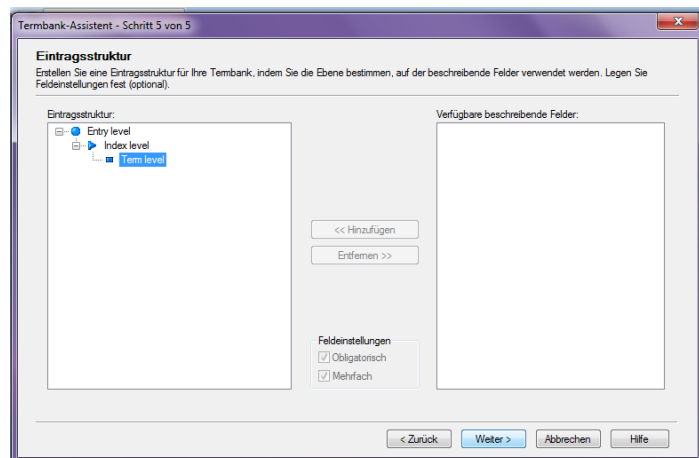 Termbank-Assistent - Schritt 5 von 5
Eintragsstruktur
Erstellen Sie eine Eintragsstruktur für Ihre Termbank, indem Sie die Ebene bestimmen, auf der beschreibende Felder verwendet werden. Legen Sie
Feldeinstellungen fest (optional).
Eintragsstruktur:
Verfügbare beschreibende Felder:
Entry level
Index level
Term level
<< Hinzufügen
Entfernen >>
Feldeinstellungen
Obligatorisch
Mehrfach
< Zurück
Weiter >
Abbrechen
Hilfe